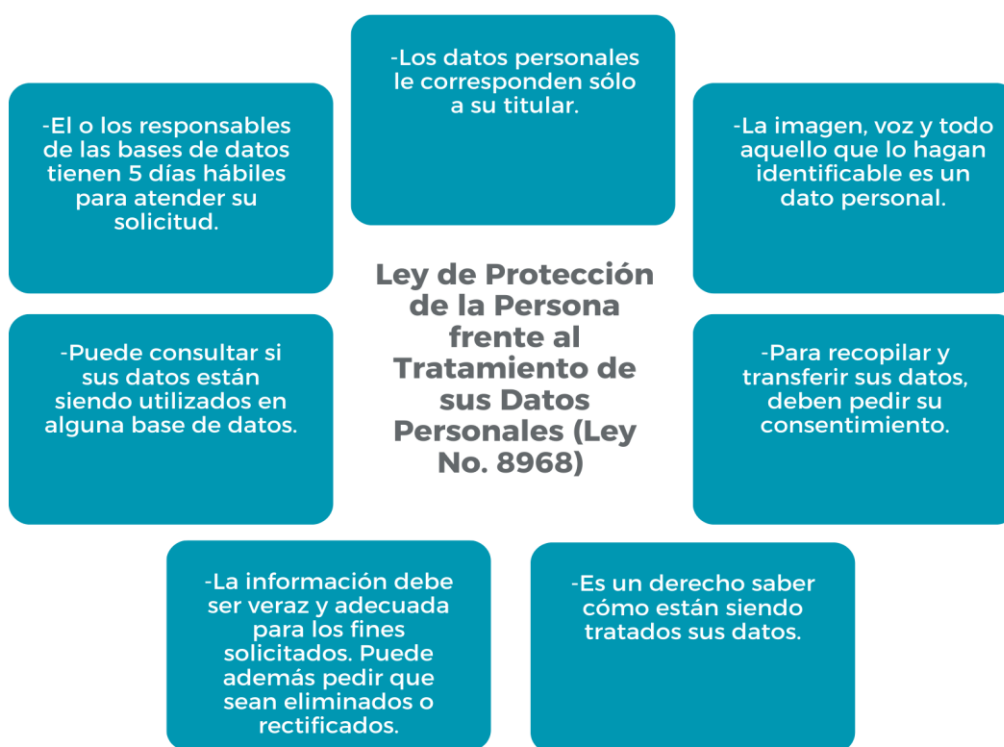 -Los datos personales
le corresponden sólo
a su titular.
-El o los responsables
de las bases de datos
tienen 5 días hábiles
para atender su
solicitud.
-La imagen, voz y todo
aquello que lo hagan
identificable es un
dato personal.
Ley de Protección
de la Persona
frente al
Tratamiento de
sus Datos
Personales (Ley
No. 8968)
-Puede consultar si
sus datos están
siendo utilizados en
alguna base de datos.
-Para recopilar y
transferir sus datos,
deben pedir su
consentimiento.
-La información debe
ser veraz y adecuada
para los fines
solicitados. Puede
además pedir que
sean eliminados o
rectificados.
-Es un derecho saber
cómo están siendo
tratados sus datos.